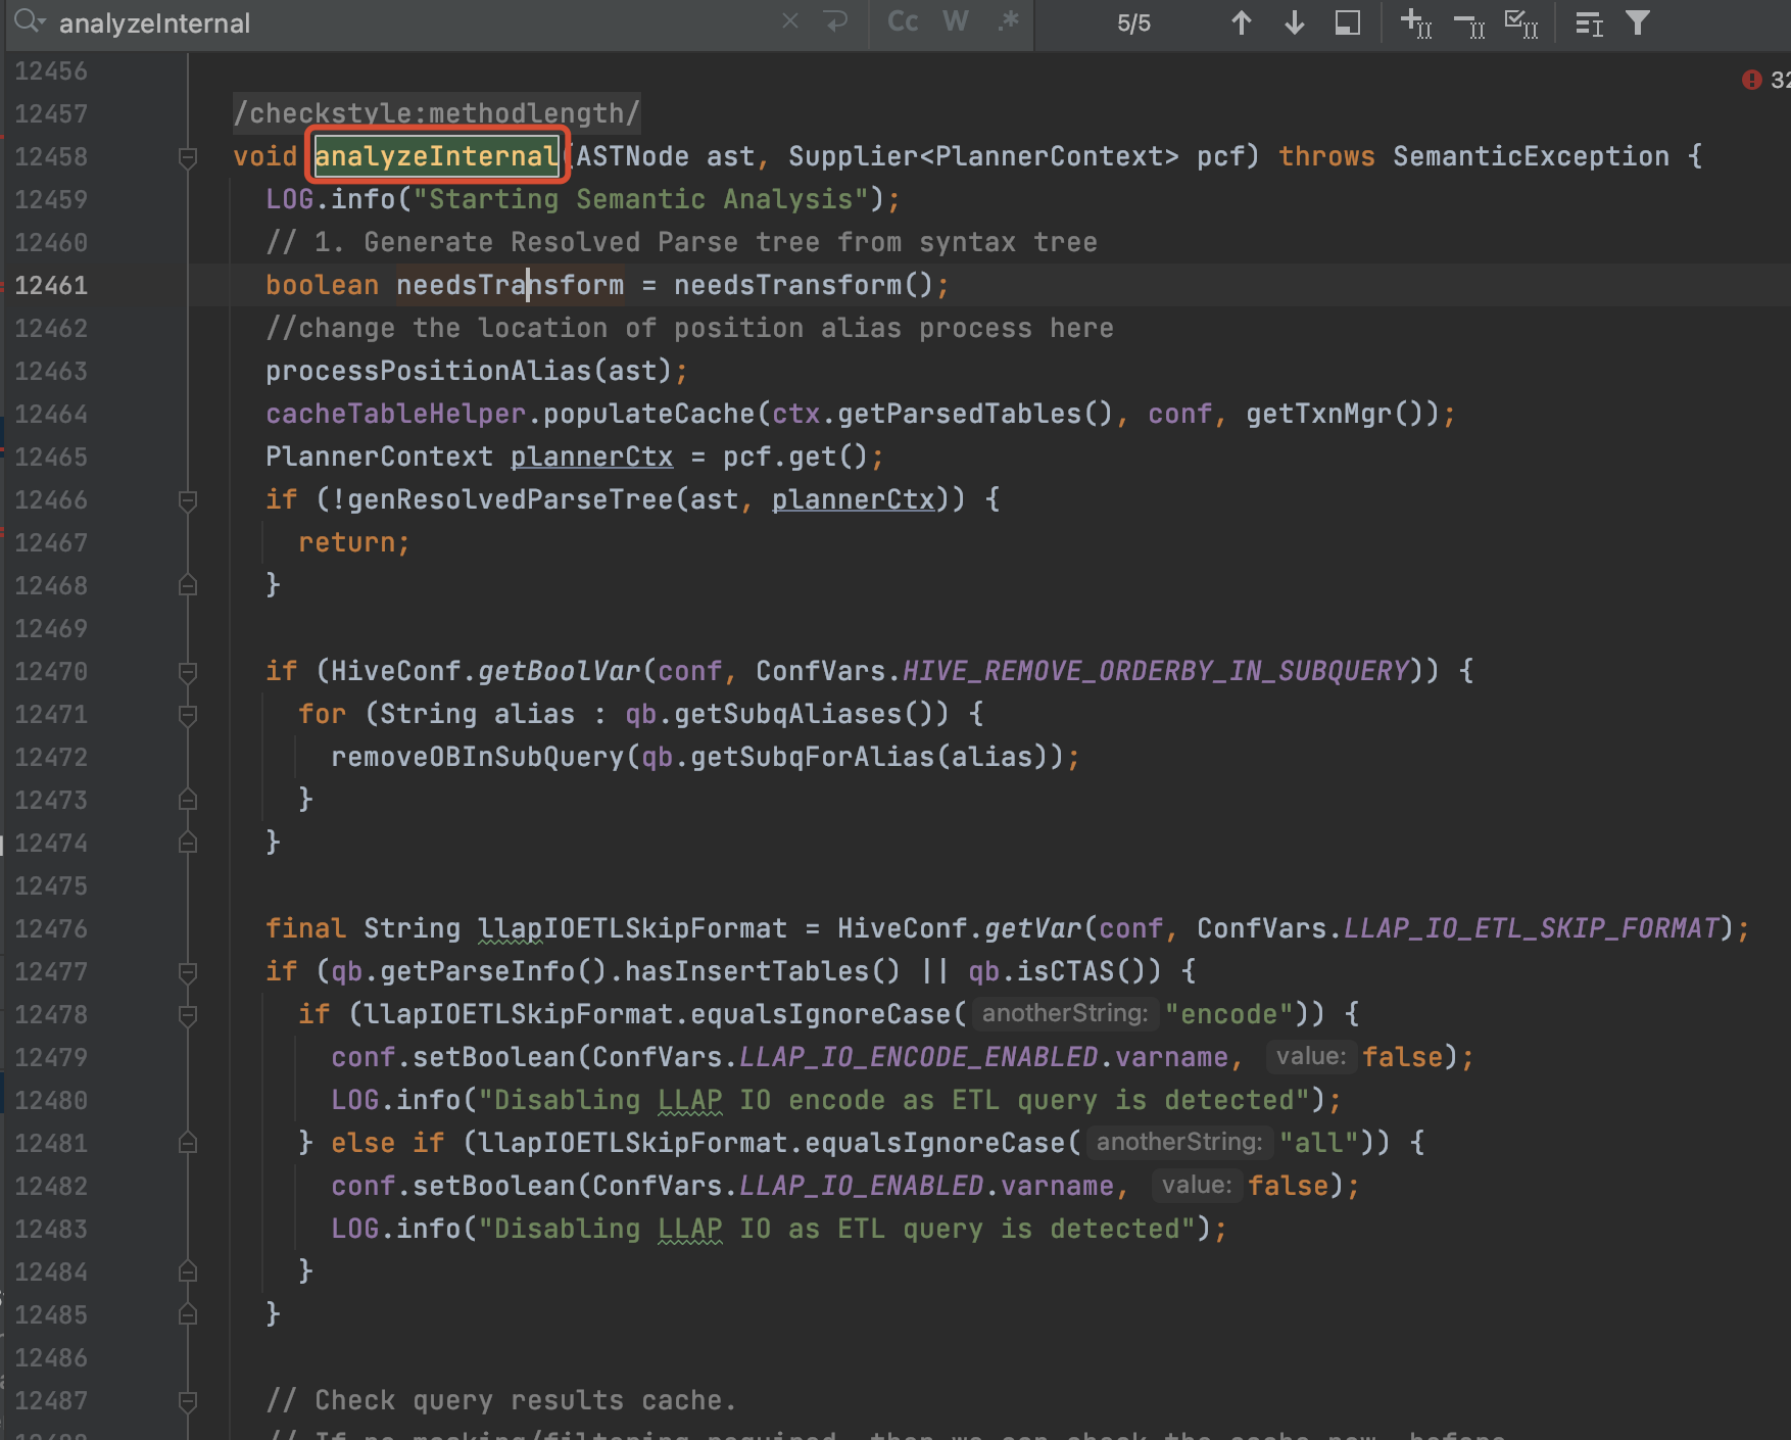 analyzeInternal
Cc W .* 5/5
12456
12457 /checkstyle:methodlength/
12458 void analyzeInternal(ASTNode ast, Supplier<PlannerContext> pcf) throws SemanticException {
12459 LOG.info("Starting Semantic Analysis");
12460 // 1. Generate Resolved Parse tree from syntax tree
12461 boolean needsTransform = needsTransform();
12462 //change the location of position alias process here
12463 processPositionAlias(ast);
12464 cacheTableHelper.populateCache(ctx.getParsedTables(), conf, getTxnMgr());
12465 PlannerContext plannerCtx = pcf.get();
12466 if (!genResolvedParseTree(ast, plannerCtx)) {
12467 return;
12468 }
12469
12470 if (HiveConf.getBoolVar(conf, ConfVars.HIVE_REMOVE_ORDERBY_IN_SUBQUERY)) {
12471 for (String alias : qb.getSubqAliases()) {
12472 removeOBInSubQuery(qb.getSubqForAlias(alias));
12473 }
12474 }
12475
12476 final String llapIOETLSkipFormat = HiveConf.getVar(conf, ConfVars.LLAP_IO_ETL_SKIP_FORMAT);
12477 if (qb.getParseInfo().hasInsertTables() || qb.isCTAS()) {
12478 if (llapIOETLSkipFormat.equalsIgnoreCase( anotherString: "encode")) {
12479 conf.setBoolean(ConfVars.LLAP_IO_ENCODE_ENABLED.varname, value: false);
12480 LOG.info("Disabling LLAP IO encode as ETL query is detected");
12481 } else if (llapIOETLSkipFormat.equalsIgnoreCase( anotherString: "all")) {
12482 conf.setBoolean(ConfVars.LLAP_IO_ENABLED.varname, value: false);
12483 LOG.info("Disabling LLAP IO as ETL query is detected");
12484 }
12485 }
12486
12487 // Check query results cache.